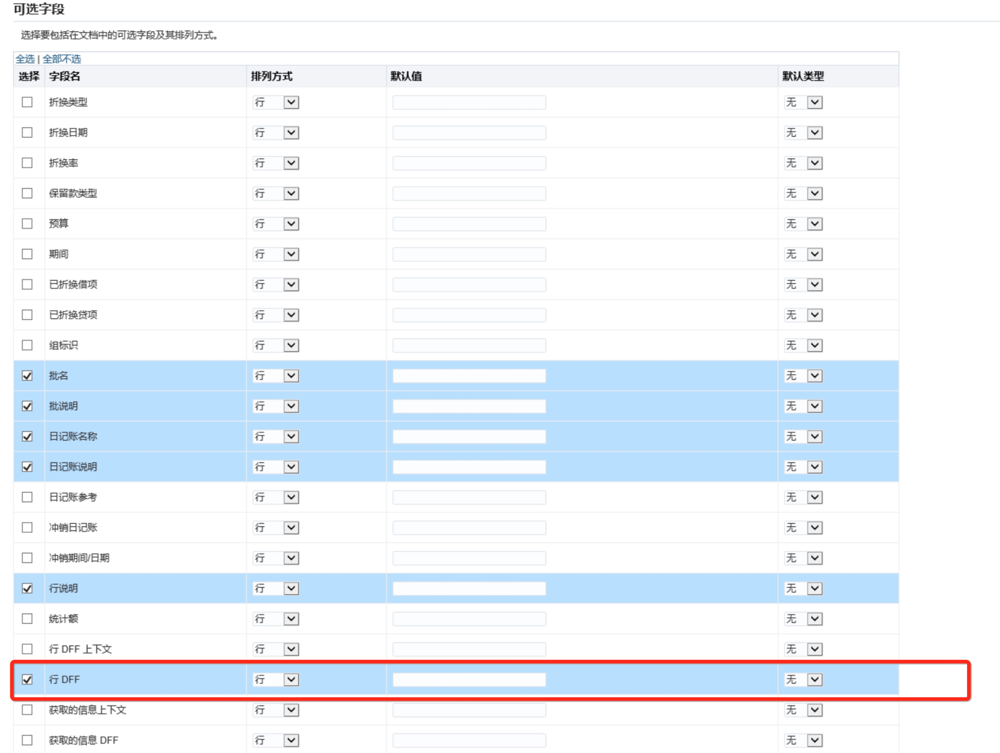 可选字段
选择要包括在文档中的可选字段及其排列方式。
全选 | 全部不选
选择 字段名 排列方式 默认值 默认类型
折换类型 行 无
折换日期 行 无
折换率 行 无
保留款类型 行 无
预算 行 无
期间 行 无
已折换借项 行 无
已折换贷项 行 无
组标识 行 无
批名 行 无
批说明 行 无
日记账名称 行 无
日记账说明 行 无
日记账参考 行 无
冲销日记账 行 无
冲销期间/日期 行 无
行说明 行 无
统计额 行 无
行 DFF 上下文 行 无
行 DFF 行 无
获取的信息上下文 行 无
获取的信息 DFF 行 无